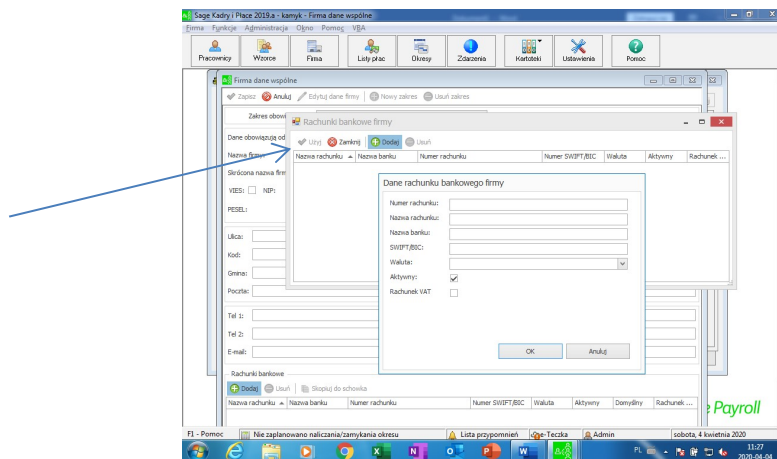 Sage Kadry i Płace 2019.a - kamyk - Firma dane wspólne
Firma Funkcje Administracja Okno Pomoc VBA
Pracownicy Wzorce Firma Listy płac Okresy Zdarzenia Kartoteki Ustawienia Pomoc
Firma dane wspólne
Zapisz Anuluj Edytuj dane firmy Nowy zakres Usuń zakres
Zakres obowi
Rachunki bankowe firmy
Dane obowiązują od
Użyj Zamknij Dodaj Usuń
Nazwa firmy:
Nazwa rachunku Nazwa banku Numer rachunku Numer SWIFT/BIC Waluta Aktywny Rachunek ...
Skrócona nazwa firm
Dane rachunku bankowego firmy
VIES: NIP:
Numer rachunku:
PESEL:
Nazwa rachunku:
Ulica:
Nazwa banku:
Kod:
SWIFT/BIC:
Waluta:
Gmina:
Aktywny:
Poczta:
Rachunek VAT
Tel 1:
Tel 2:
E-mail:
OK Anuluj
Rachunki bankowe
Dodaj Usuń Skopiuj do schowka
Nazwa rachunku Nazwa banku Numer rachunku Numer SWIFT/BIC Waluta Aktywny Domyślny Rachunek ...
e Payroll
F1 - Pomoc Nie zaplanowano naliczania/zamykania okresu Lista przypomnień e-Teczka Admin sobota, 4 kwietnia 2020
PL 11:27
2020-04-04